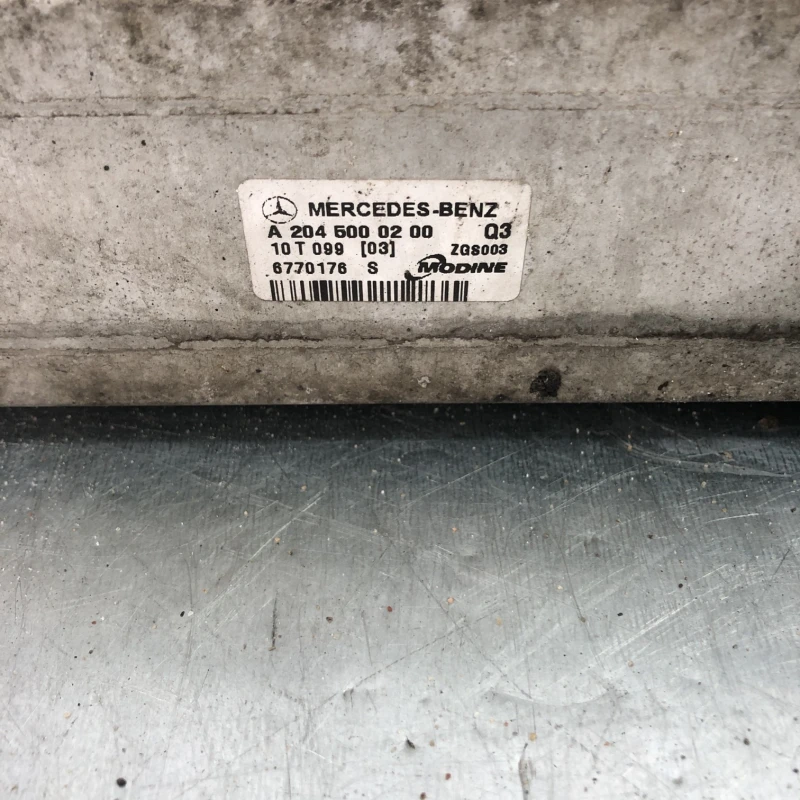 MERCEDES-BENZ
A 204 500 02 00 Q3
10 T 099 [03] ZGS003
6770176 S MODINE